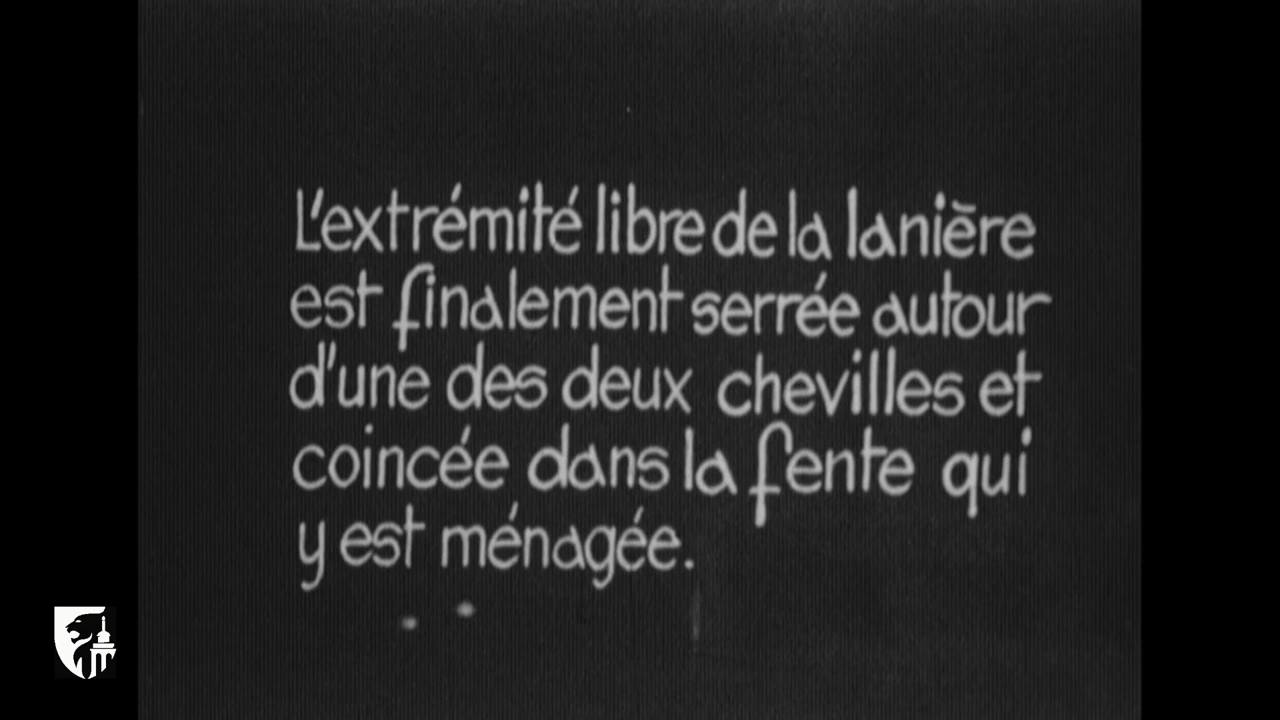 L'extrémité libre de la lanière
est finalement serrée autour
d'une des deux chevilles et
coincée dans la fente qui
y est ménagée.